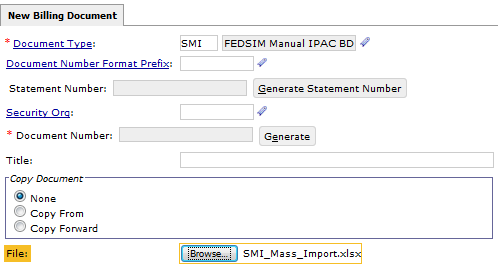 New Billing Document
* Document Type: SMI FEDSIM Manual IPAC BD
Document Number Format Prefix:
Statement Number: Generate Statement Number
Security Org:
* Document Number: Generate
Title:
Copy Document
None
Copy From
Copy Forward
File: Browse... SMI_Mass_Import.xlsx